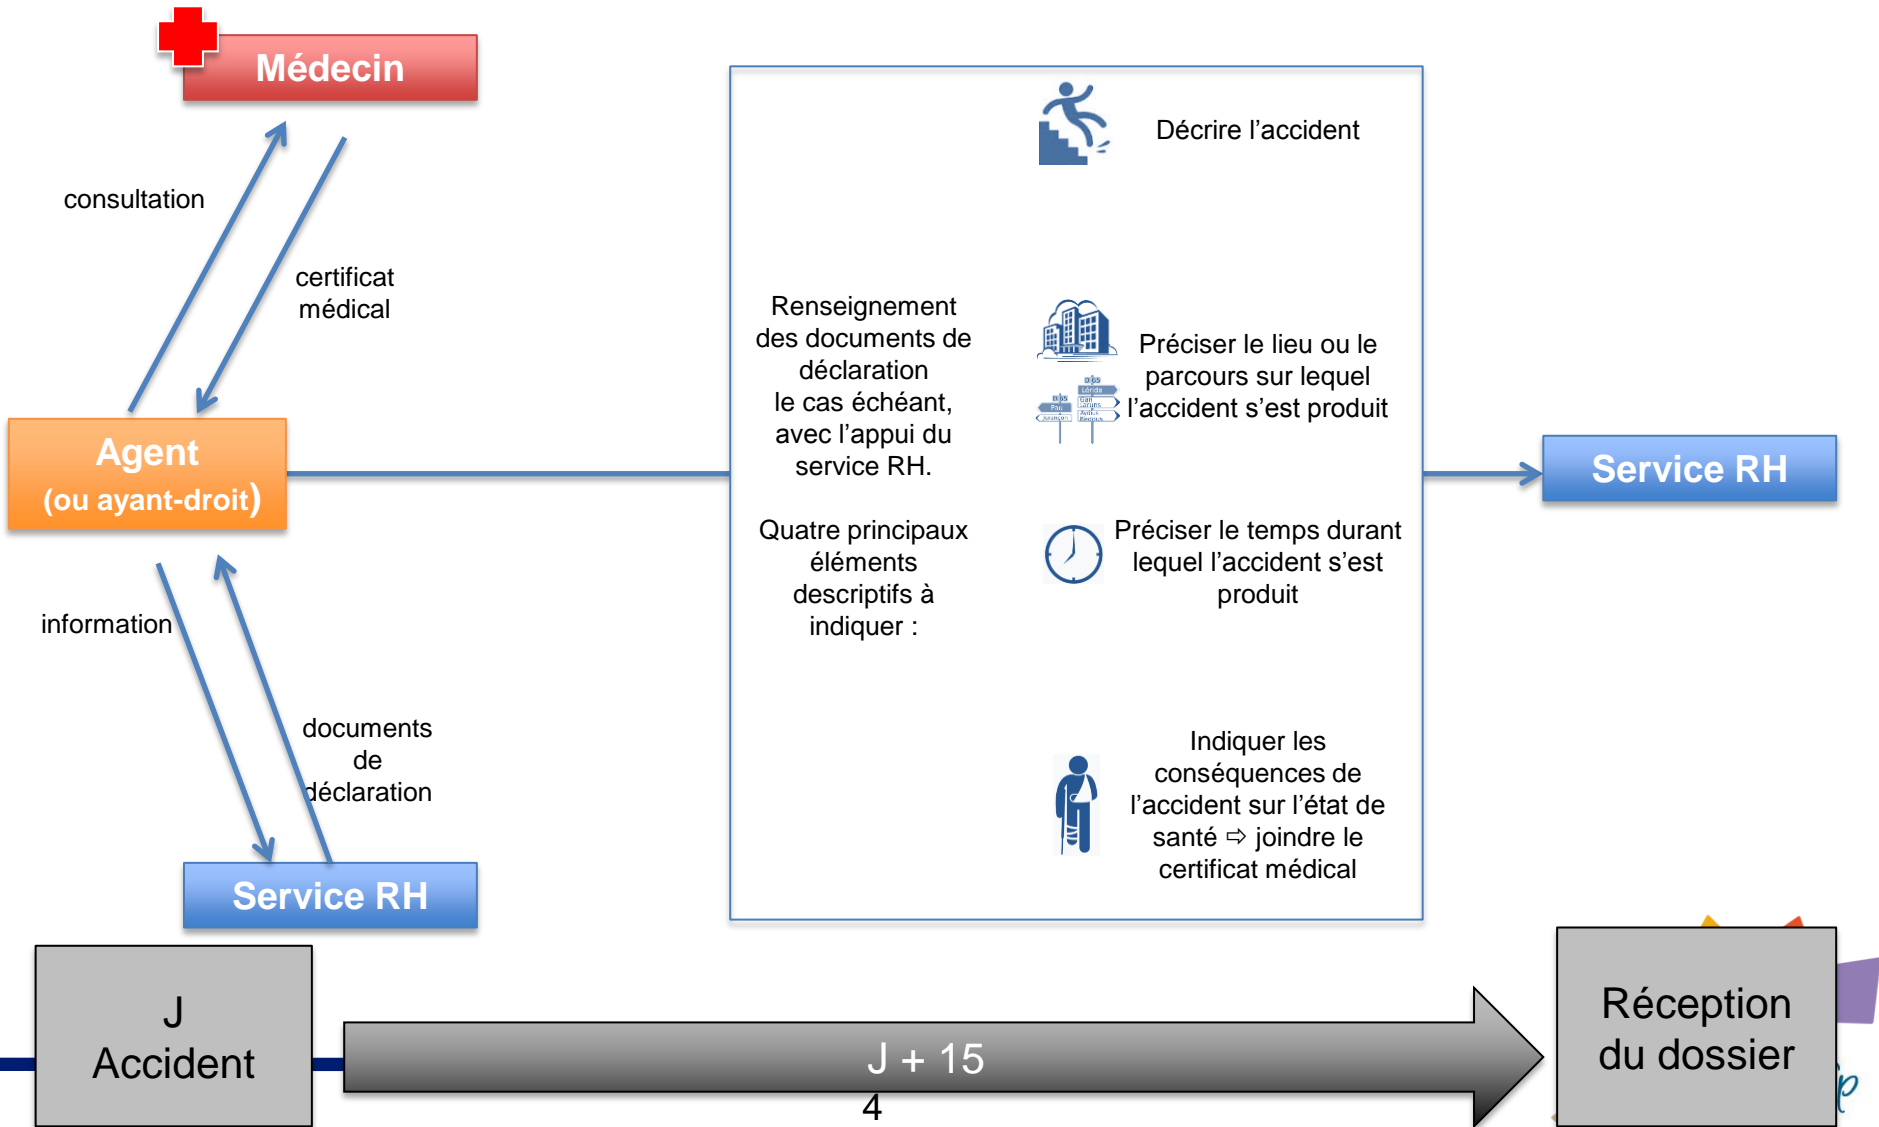 Médecin
consultation
certificat
médical
Agent
(ou ayant-droit)
information
documents
de
déclaration
Service RH
Renseignement
des documents de
déclaration
le cas échéant,
avec l’appui du
service RH.
Quatre principaux
éléments
descriptifs à
indiquer :
Décrire l’accident
Préciser le lieu ou le
parcours sur lequel
l’accident s’est produit
Pau
Lérida
Préciser le temps durant
lequel l’accident s’est
produit
Indiquer les
conséquences de
l’accident sur l’état de
santé ⇨ joindre le
certificat médical
Service RH
J
Accident
J + 15
Réception
du dossier
4